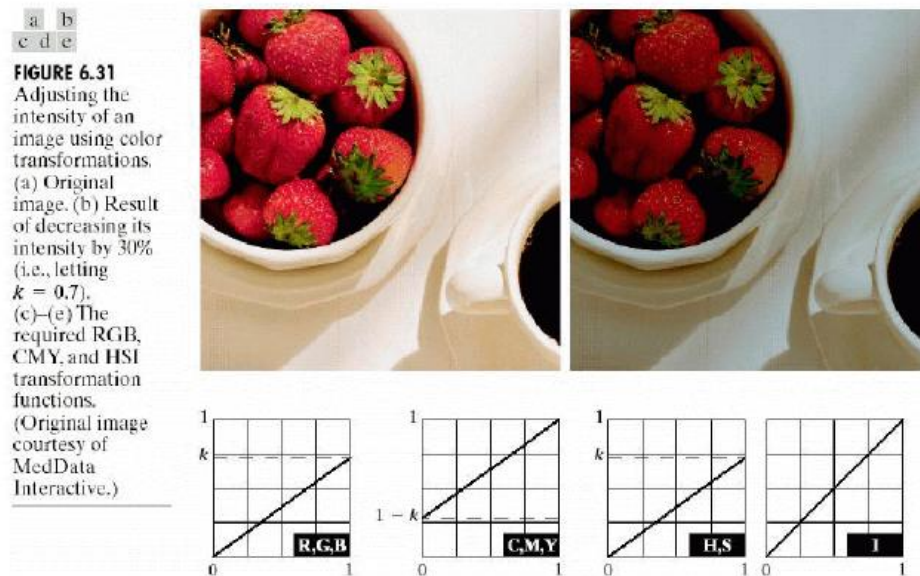 a b
c d e
FIGURE 6.31
Adjusting the
intensity of an
image using color
transformations.
(a) Original
image. (b) Result
of decreasing its
intensity by 30%
(i.e., letting
k = 0.7).
(c)–(e) The
required RGB,
CMY, and HSI
transformation
functions.
(Original image
courtesy of
MedData
Interactive.)
1 1 1 1
k k
1 − k
R,G,B C,M,Y H,S I
0 1 0 1 0 1 0 1